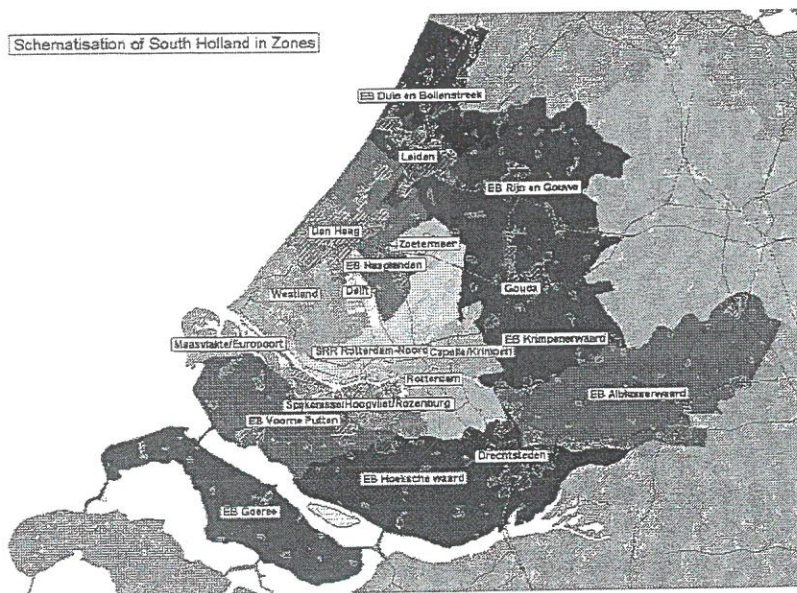 Schematisation of South Holland in Zones
EB Duin en Bollenstreek
Leiden
EB Rijn en Gouwe
Den Haag
Zoetermeer
EB Haaglanden
Delft
Westland
Gouda
Maasvlakte/Europoort
SRR Rotterdam-Noord
Capelle/Krimpen
EB Krimpenerwaard
Rotterdam
Spijkenisse/Hoogvliet/Rozenburg
EB Alblasserwaard
EB Voorne Putten
Drechtsteden
EB Hoeksche waard
EB Goeree